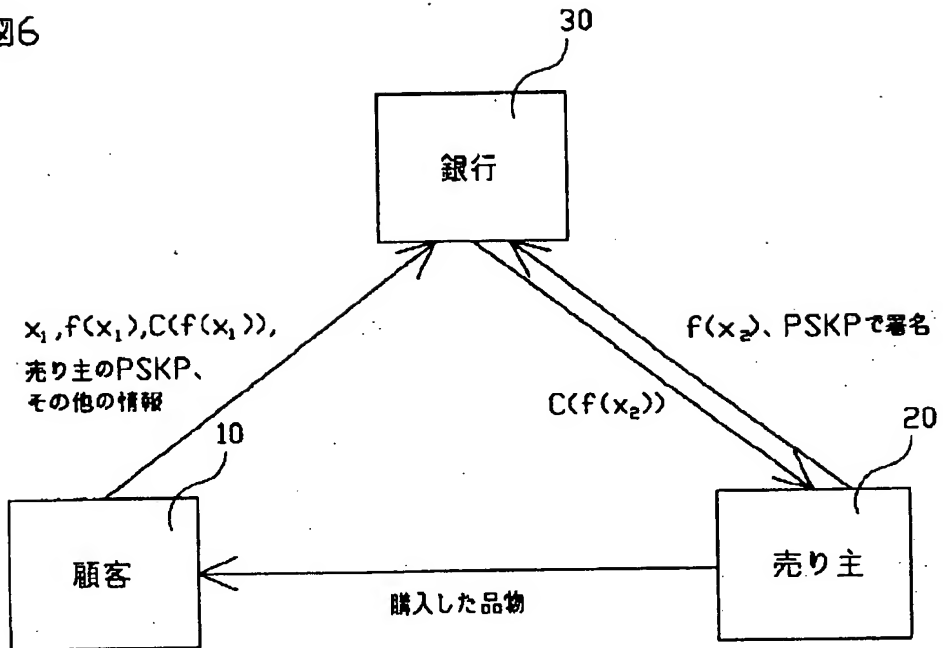 図6
30
銀行
x₁,f(x₁),C(f(x₁)),
売り主のPSKP、
その他の情報
f(x₂)、PSKPで署名
C(f(x₂))
10
20
顧客
売り主
購入した品物